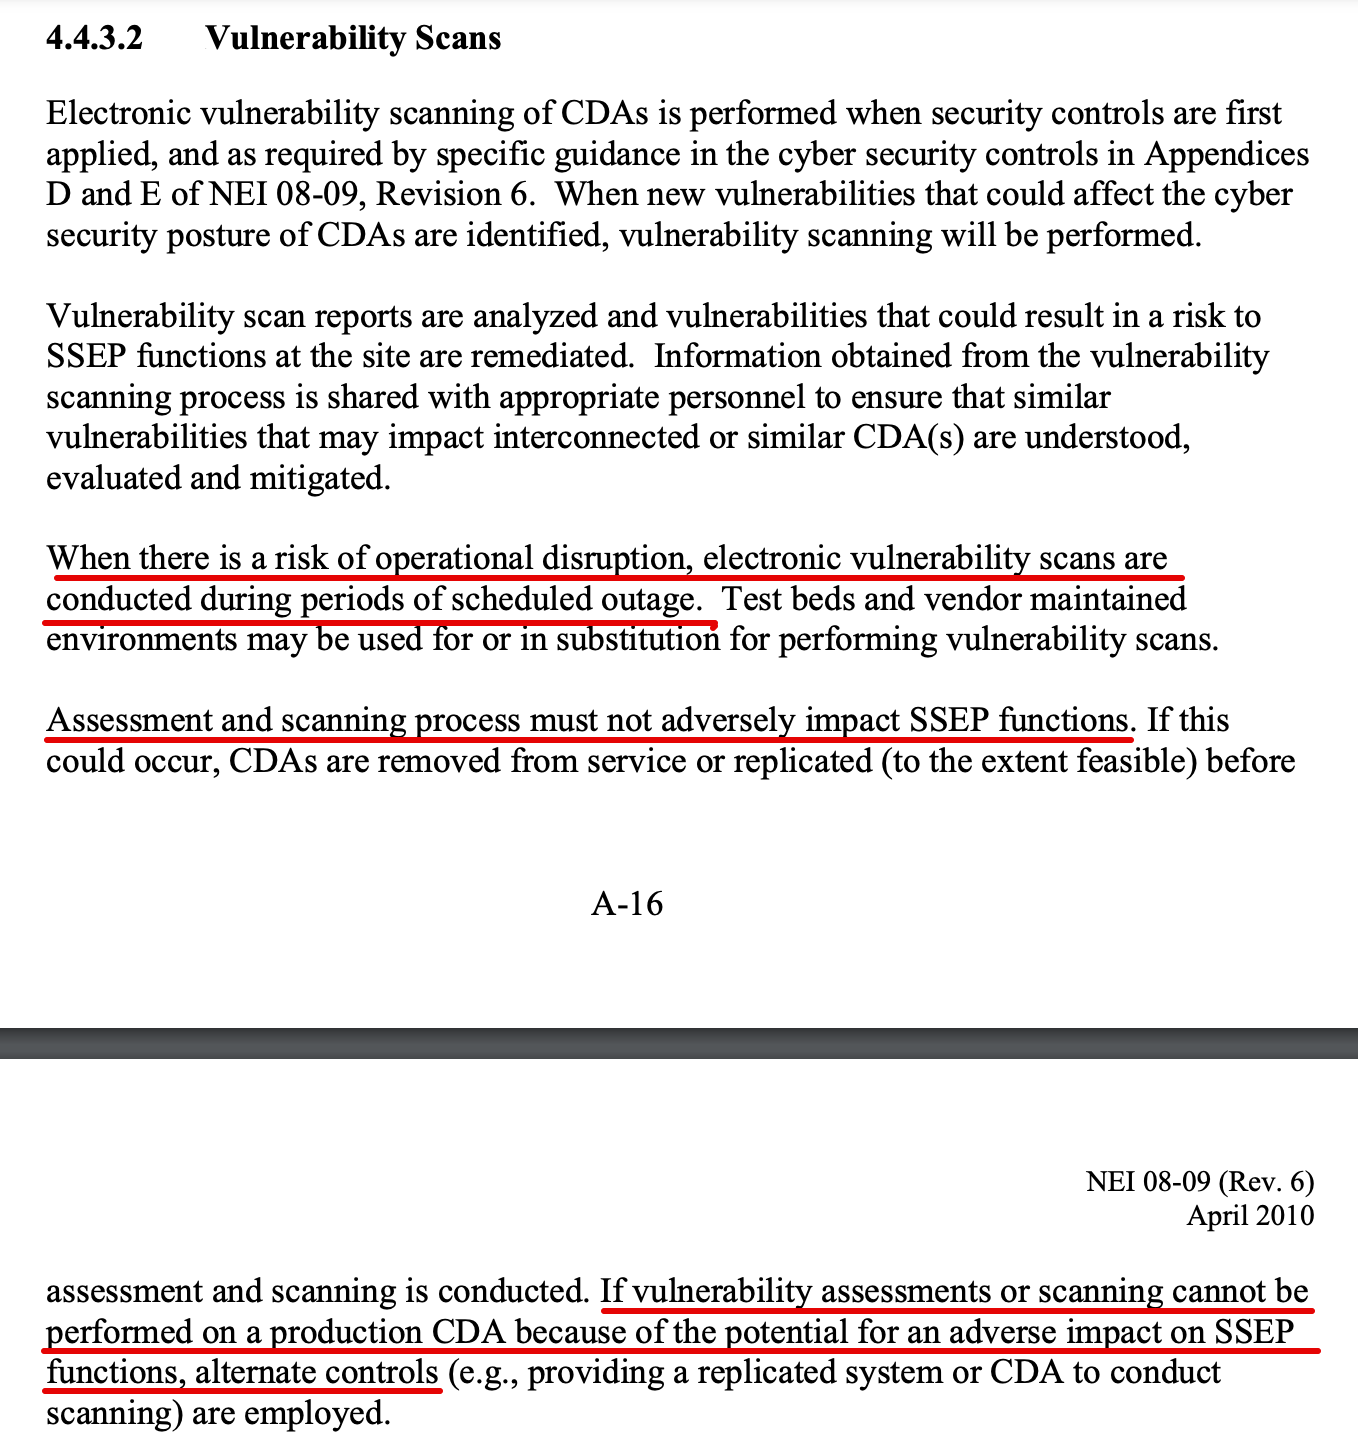 4.4.3.2 Vulnerability Scans
Electronic vulnerability scanning of CDAs is performed when security controls are first
applied, and as required by specific guidance in the cyber security controls in Appendices
D and E of NEI 08-09, Revision 6.  When new vulnerabilities that could affect the cyber
security posture of CDAs are identified, vulnerability scanning will be performed.
Vulnerability scan reports are analyzed and vulnerabilities that could result in a risk to
SSEP functions at the site are remediated.  Information obtained from the vulnerability
scanning process is shared with appropriate personnel to ensure that similar
vulnerabilities that may impact interconnected or similar CDA(s) are understood,
evaluated and mitigated.
When there is a risk of operational disruption, electronic vulnerability scans are
conducted during periods of scheduled outage.  Test beds and vendor maintained
environments may be used for or in substitution for performing vulnerability scans.
Assessment and scanning process must not adversely impact SSEP functions. If this
could occur, CDAs are removed from service or replicated (to the extent feasible) before
A-16
NEI 08-09 (Rev. 6)
April 2010
assessment and scanning is conducted. If vulnerability assessments or scanning cannot be
performed on a production CDA because of the potential for an adverse impact on SSEP
functions, alternate controls (e.g., providing a replicated system or CDA to conduct
scanning) are employed.